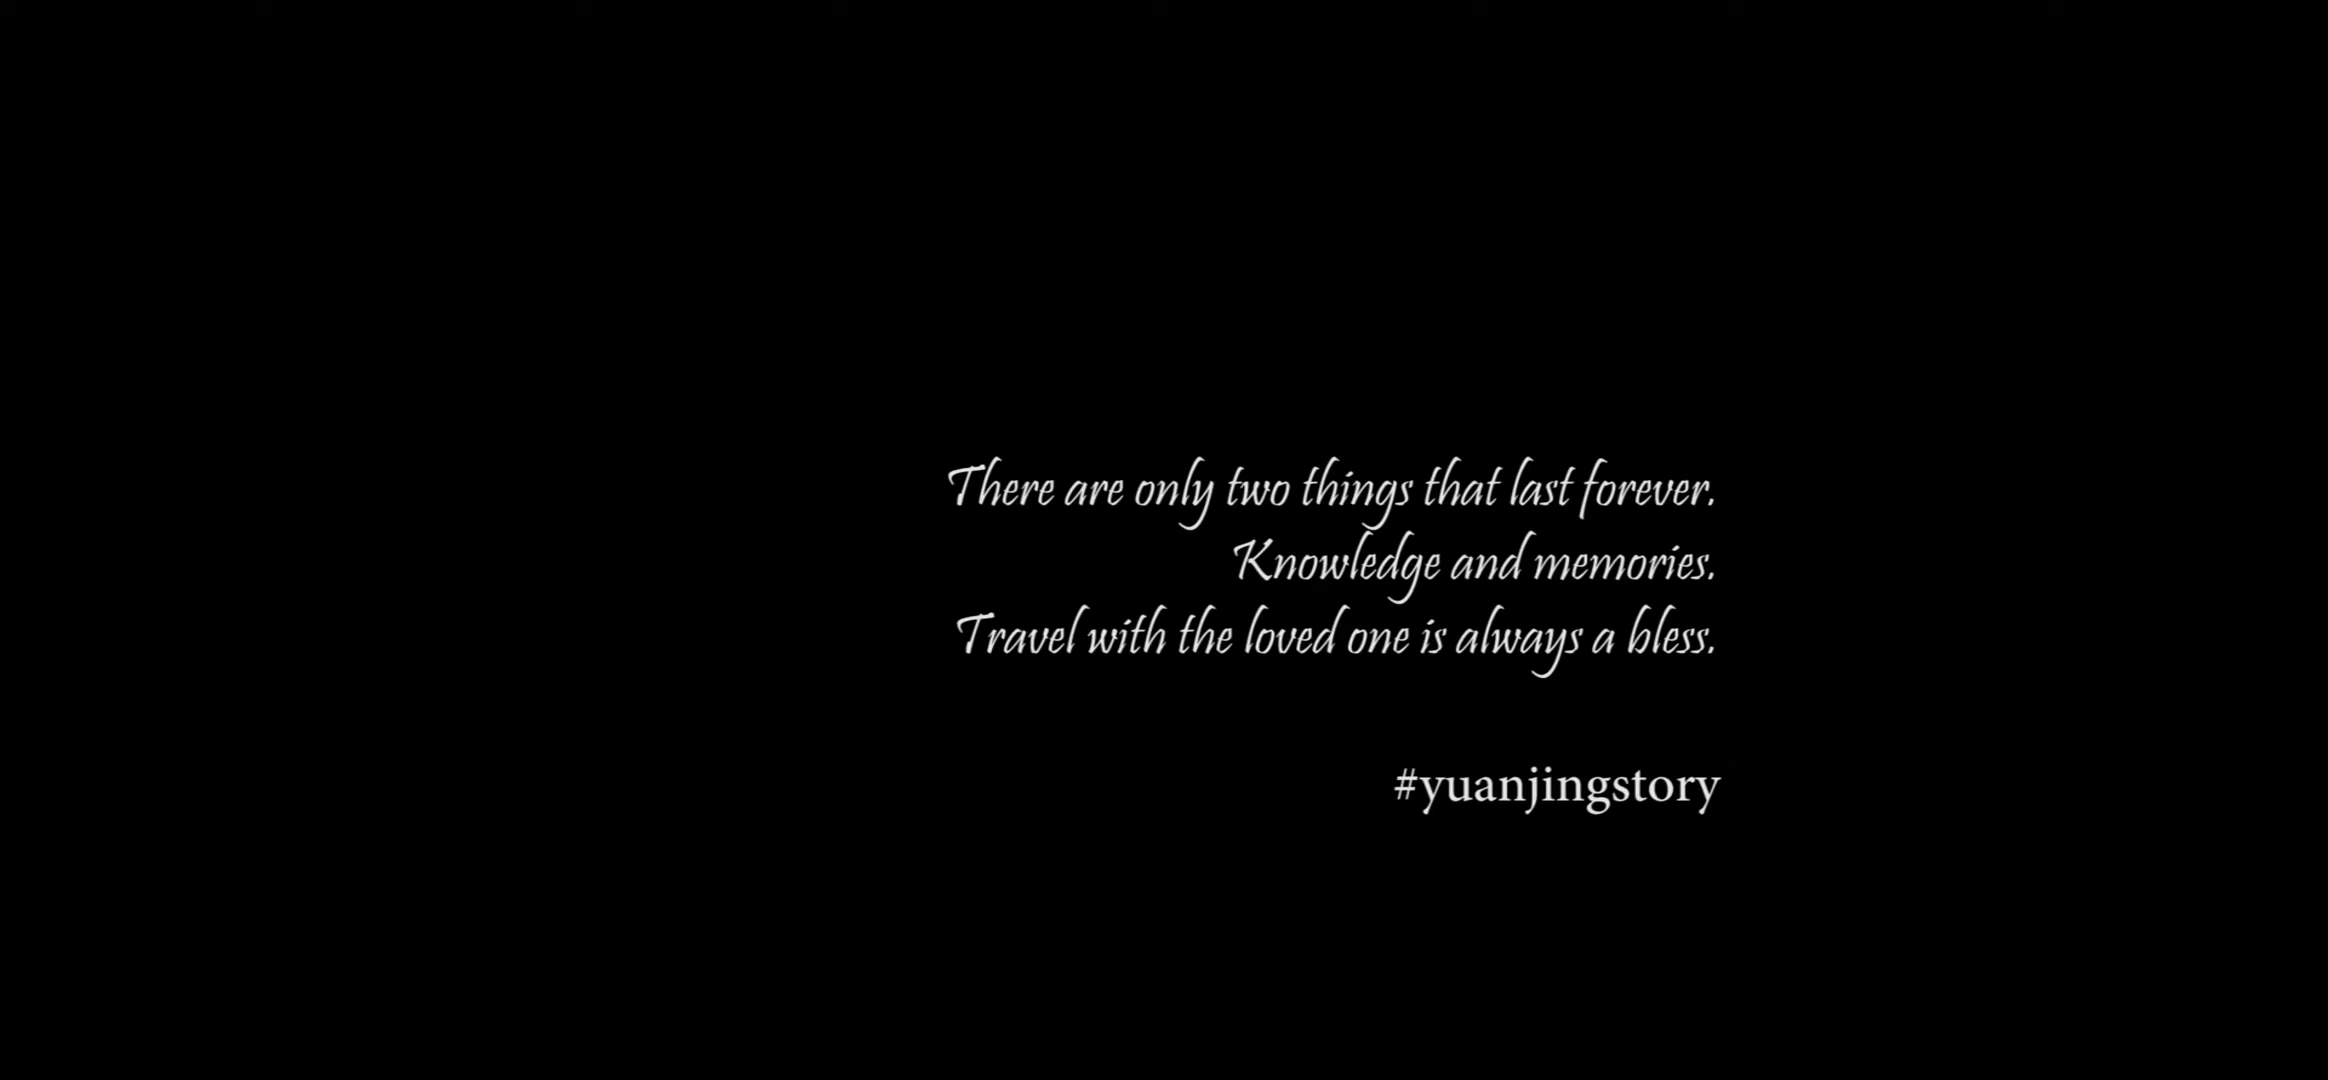 There are only two things that last forever.
Knowledge and memories.
Travel with the loved one is always a bless.
#yuanjingstory